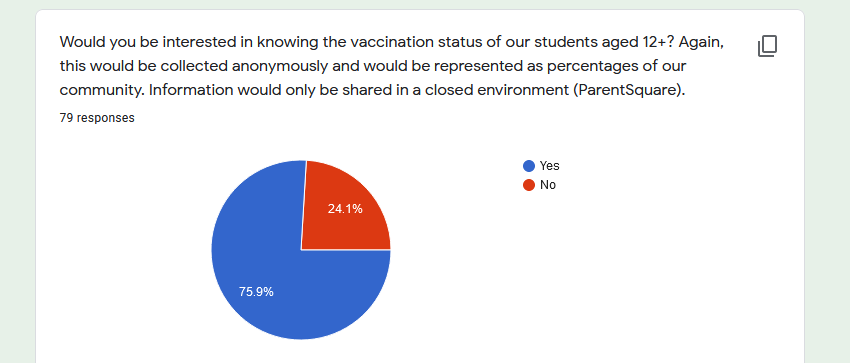 Would you be interested in knowing the vaccination status of our students aged 12+? Again,
this would be collected anonymously and would be represented as percentages of our
community. Information would only be shared in a closed environment (ParentSquare).
79 responses
Yes
No
24.1%
75.9%